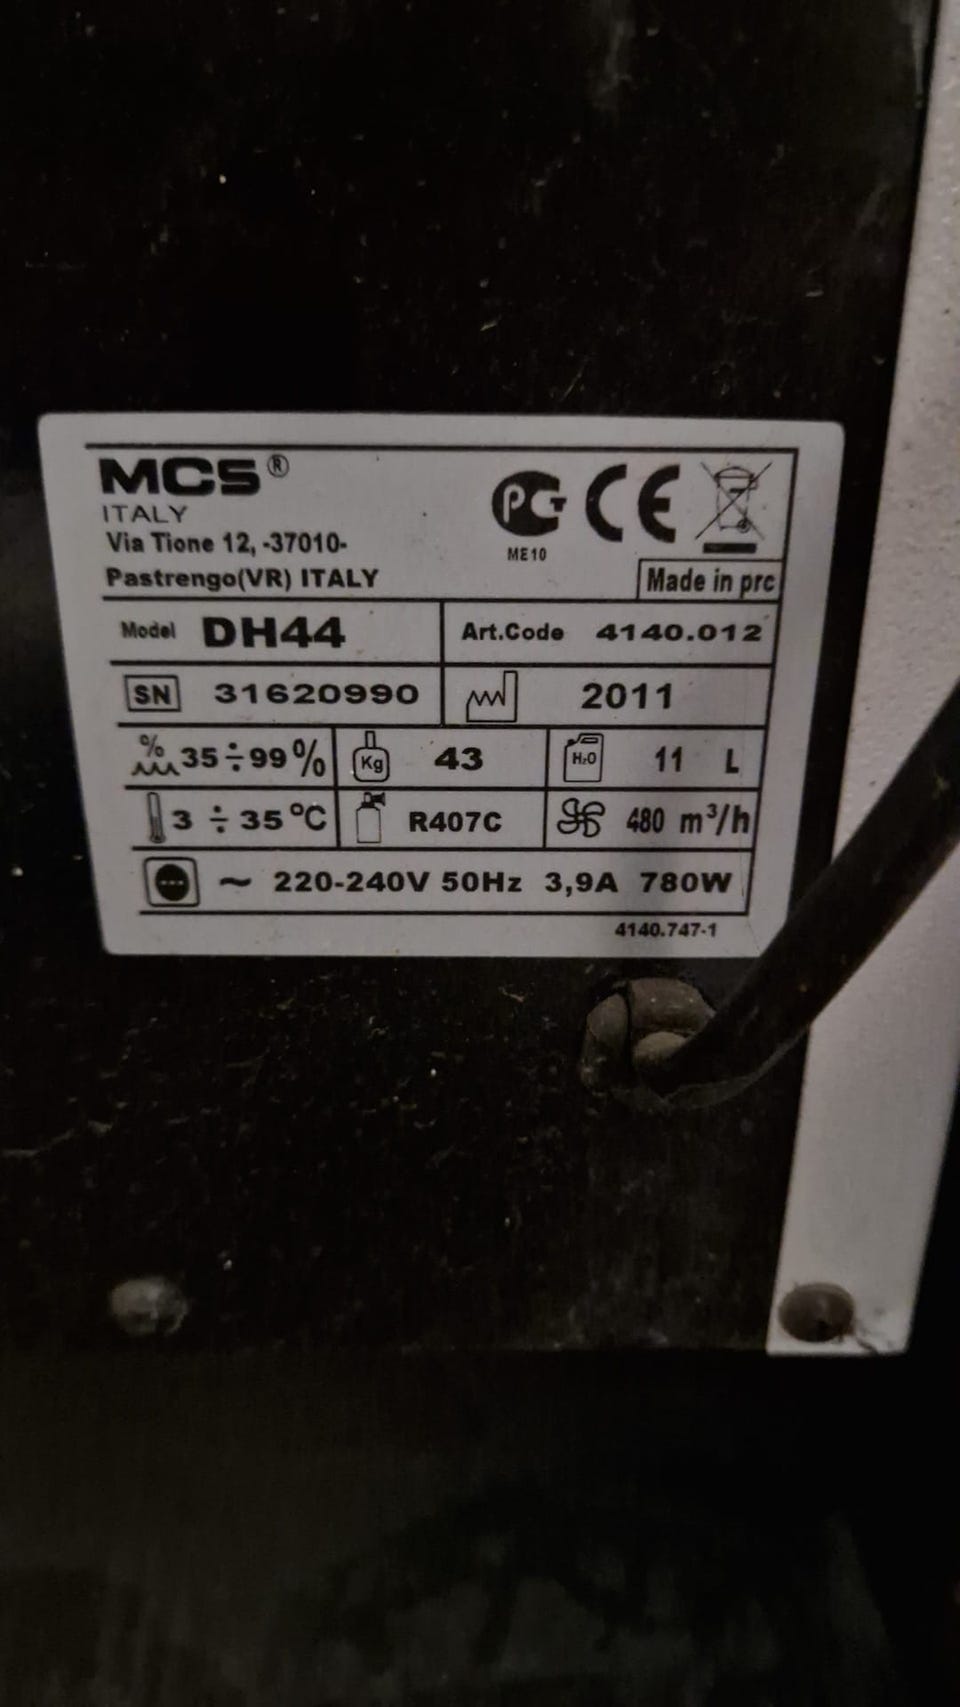 MCS®
ITALY
Via Tione 12, -37010-
Pastrengo(VR) ITALY
PG CE
ME10
Made in prc
Model DH44 Art.Code 4140.012
SN 31620990 2011
% 35÷99% Kg 43 H₂O 11 L
3 ÷ 35°C R407C 480 m³/h
~ 220-240V 50Hz 3,9A 780W
4140.747-1